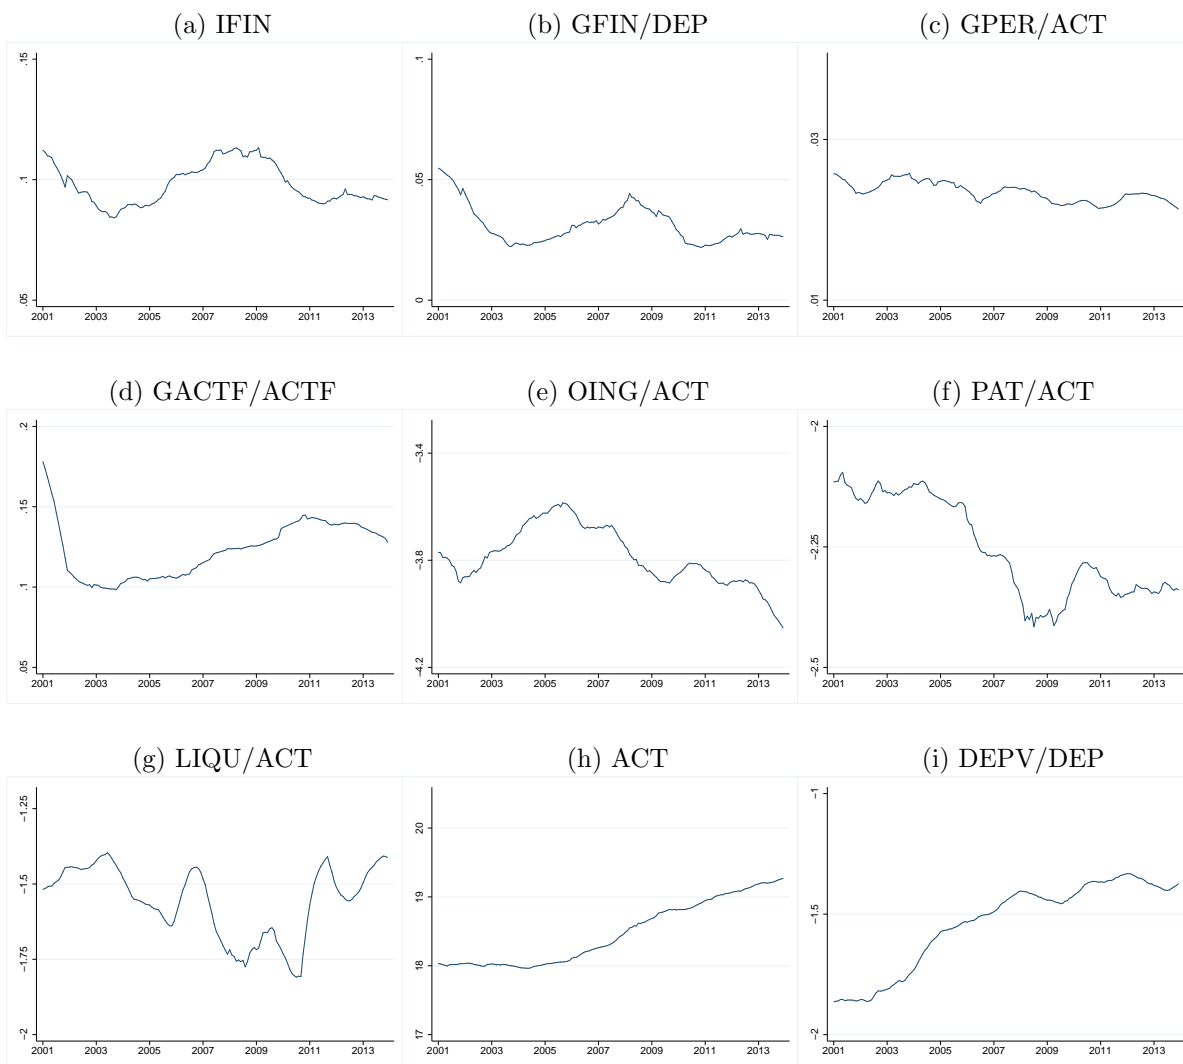 (a) IFIN
(b) GFIN/DEP
(c) GPER/ACT
.15
.1
.05
2001 2003 2005 2007 2009 2011 2013
.1
.05
0
2001 2003 2005 2007 2009 2011 2013
.03
.01
2001 2003 2005 2007 2009 2011 2013
(d) GACTF/ACTF
(e) OING/ACT
(f) PAT/ACT
.2
.15
.1
.05
2001 2003 2005 2007 2009 2011 2013
−3.4
−3.8
−4.2
2001 2003 2005 2007 2009 2011 2013
−2
−2.25
−2.5
2001 2003 2005 2007 2009 2011 2013
(g) LIQU/ACT
(h) ACT
(i) DEPV/DEP
−1.25
−1.5
−1.75
−2
2001 2003 2005 2007 2009 2011 2013
20
19
18
17
2001 2003 2005 2007 2009 2011 2013
−1
−1.5
−2
2001 2003 2005 2007 2009 2011 2013